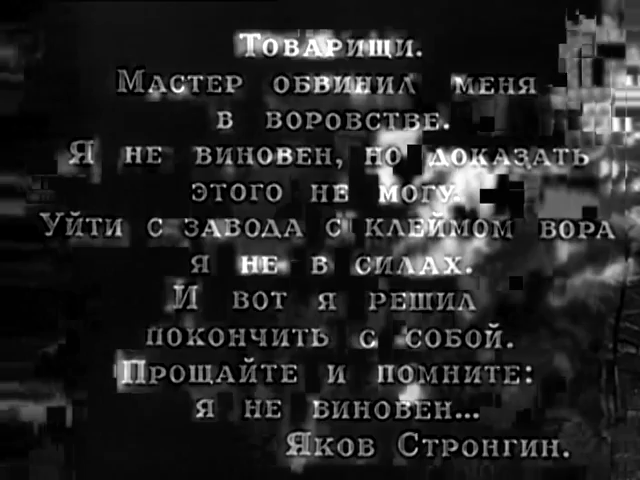 Товарищи.
Мастер обвинил меня
в воровстве.
Я не виновен, но доказать
этого не могу.
Уйти с завода с клеймом вора
я не в силах.
И вот я решил
покончить с собой.
Прощайте и помните:
я не виновен...
Яков Стронгин.